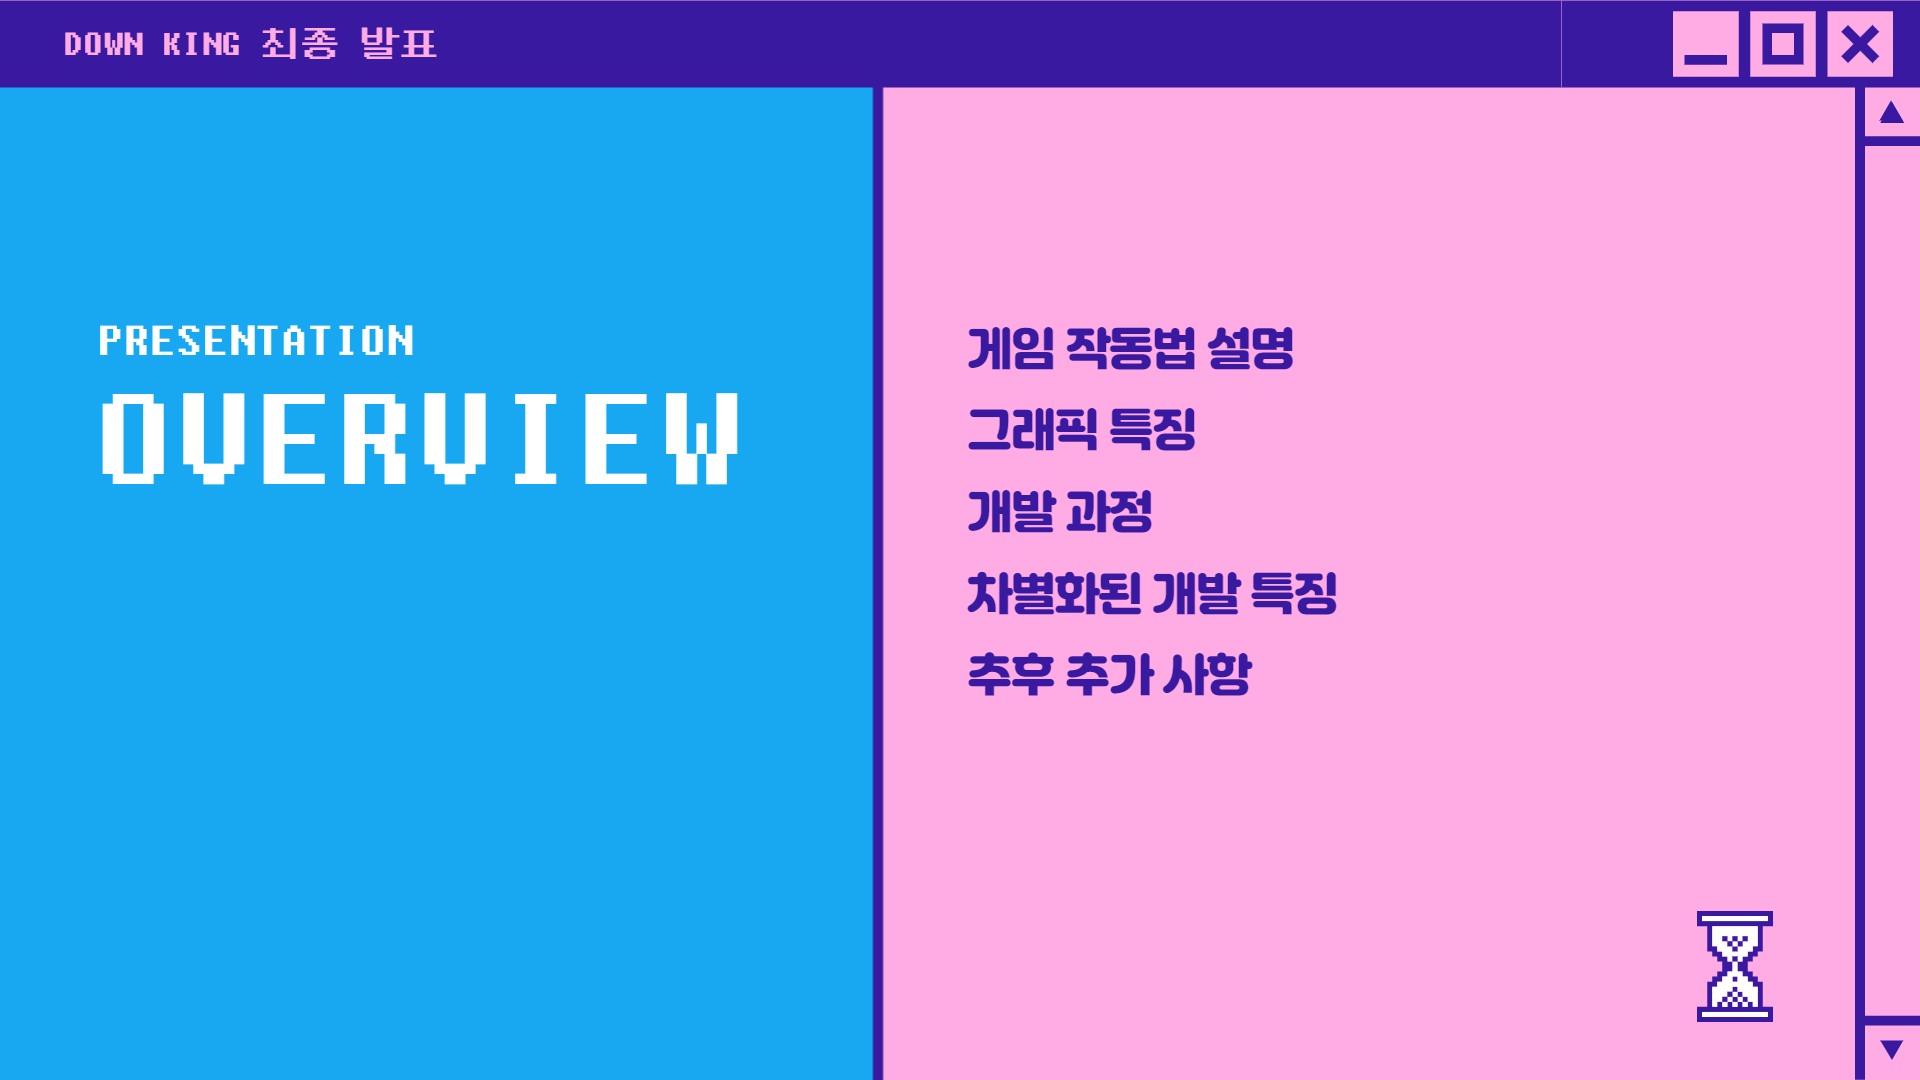 DOWN KING 최종 발표
PRESENTATION
OVERVIEW
게임 작동법 설명
그래픽 특징
개발 과정
차별화된 개발 특징
추후 추가 사항